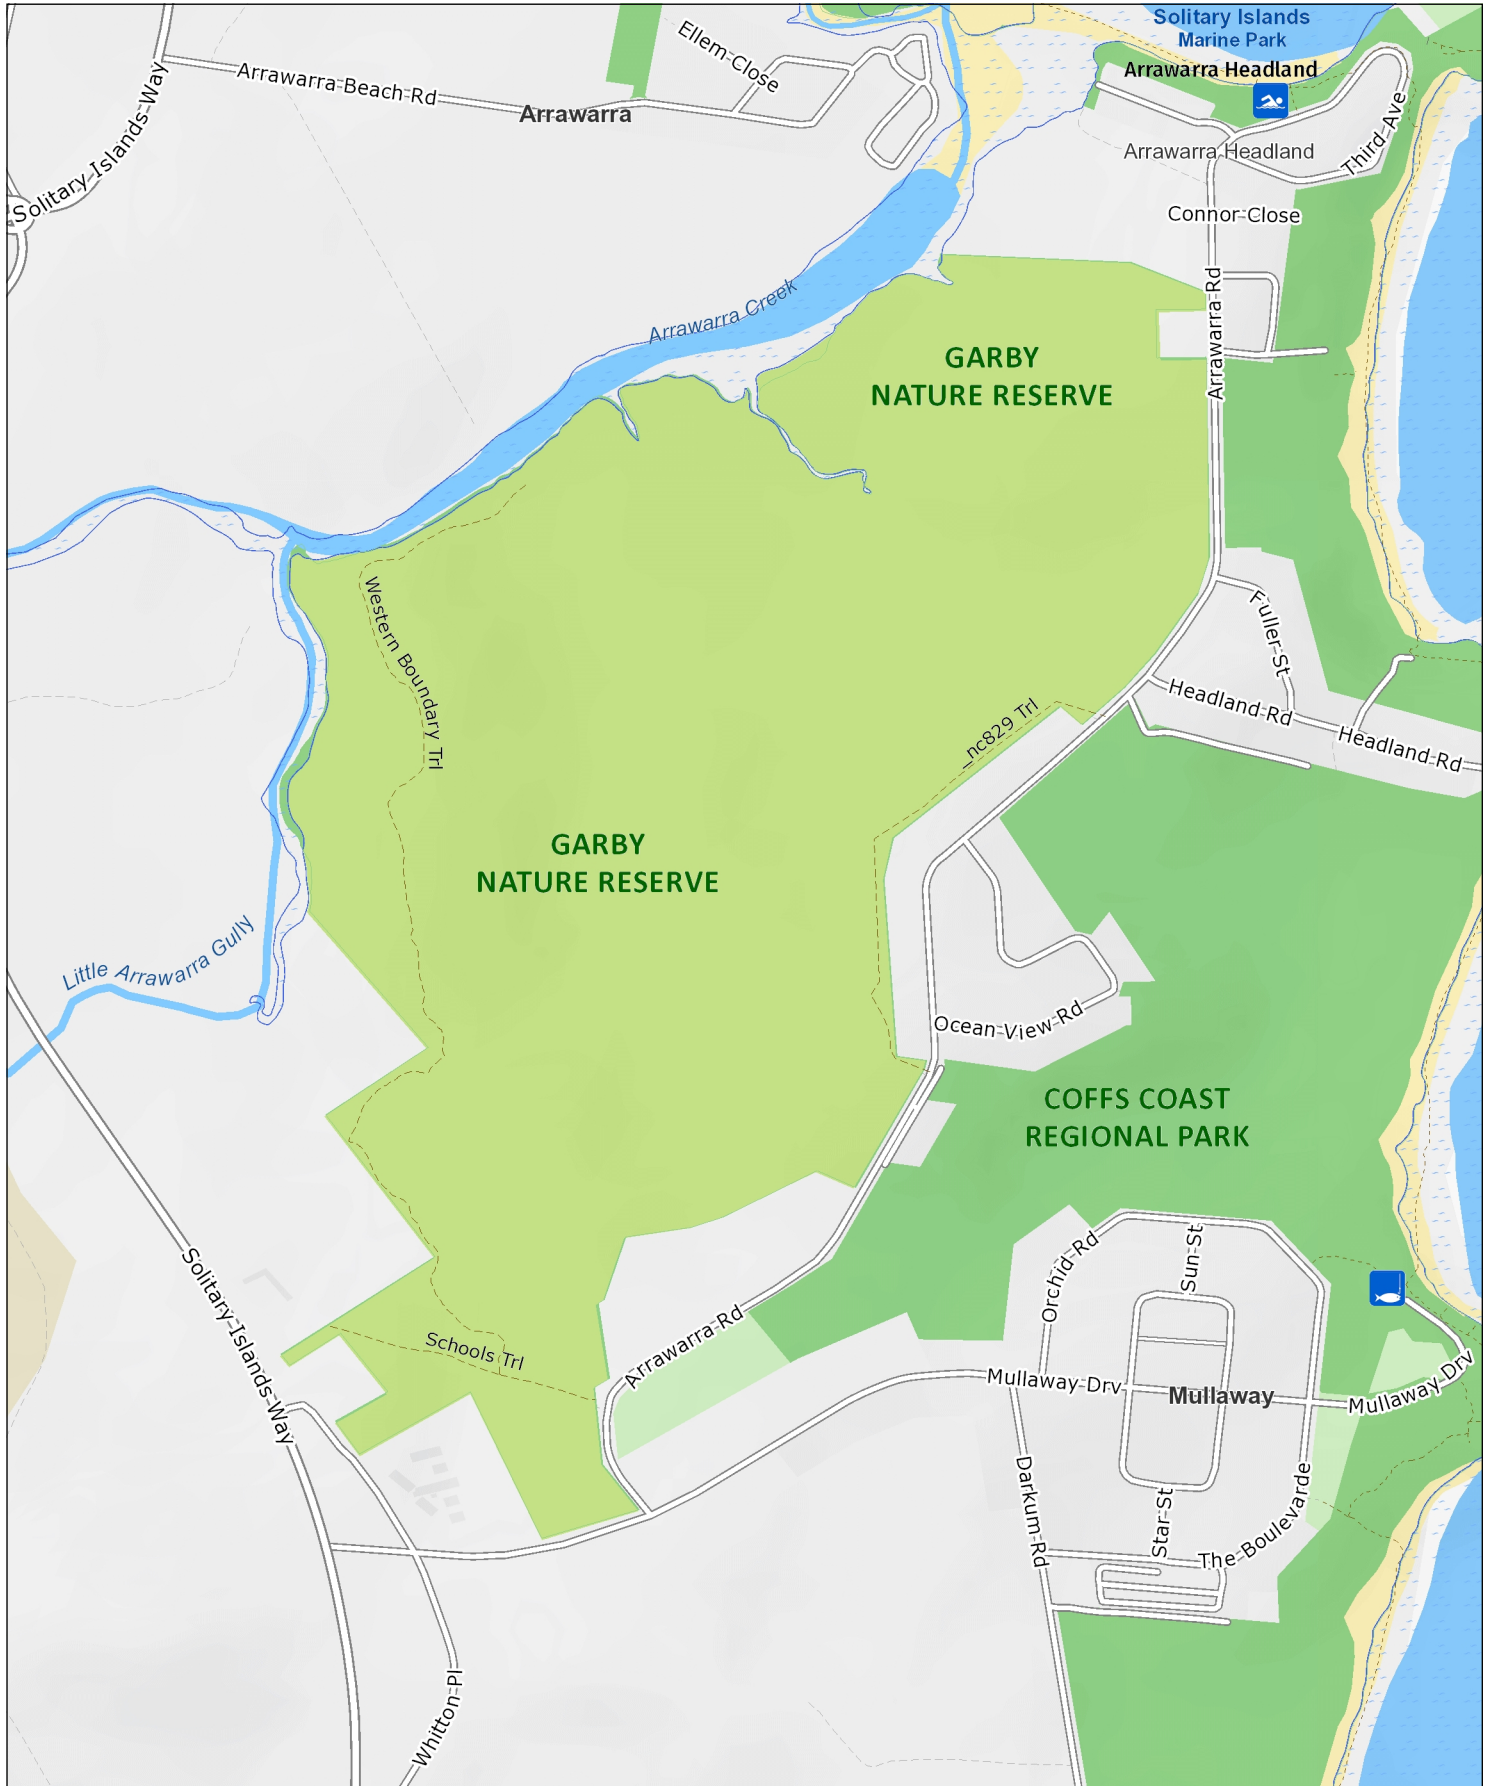 Solitary Islands
Marine Park
Ellem Close
Arrawarra Headland
Arrawarra Beach Rd
Arrawarra
Solitary Islands Way
Third Ave
Arrawarra Headland
Connor Close
Arrawarra Creek
Arrawarra Rd
GARBY
NATURE RESERVE
Western Boundary Trl
Fuller St
Headland Rd
_nc829 Trl
Headland Rd
GARBY
NATURE RESERVE
Little Arrawarra Gully
Ocean View Rd
COFFS COAST
REGIONAL PARK
Solitary Islands Way
Orchid Rd
Sun St
Schools Trl
Arrawarra Rd
Mullaway Drv
Mullaway
Mullaway Drv
Darkum Rd
Star St
The Boulevarde
Whitton Pl